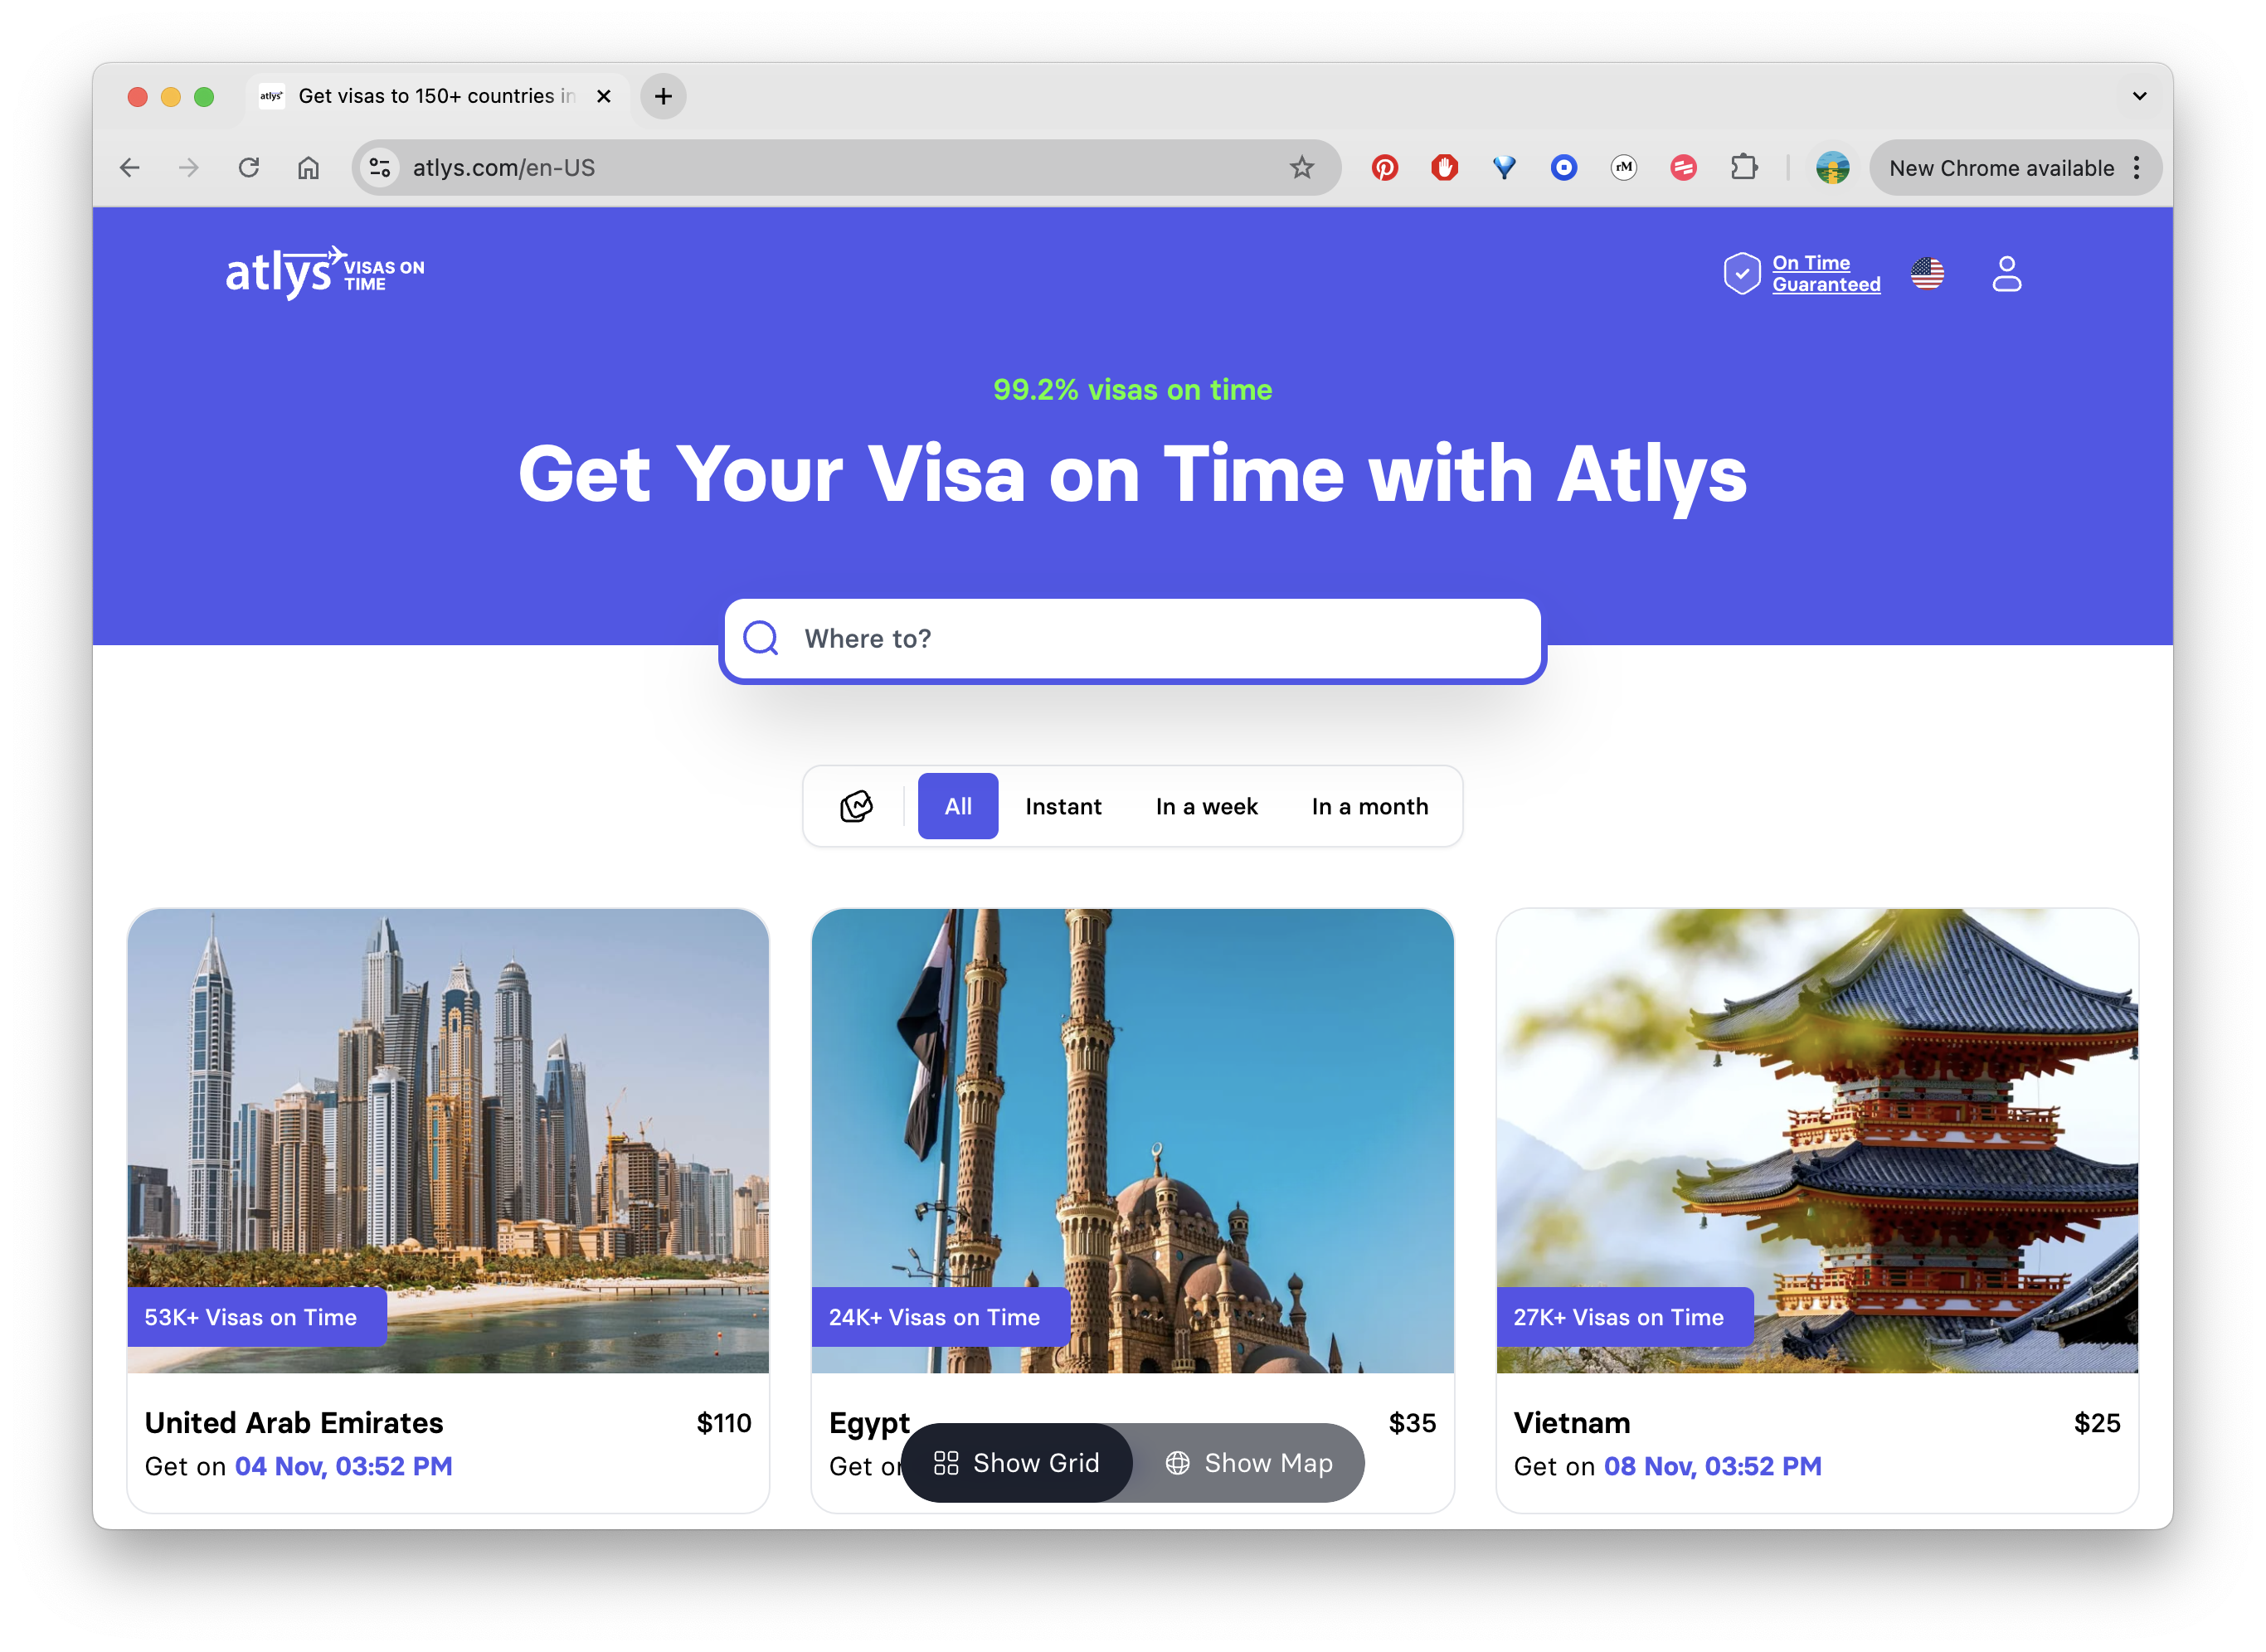 atlys
Get visas to 150+ countries in
atlys.com/en-US
rM
New Chrome available
atlys
VISAS ON
TIME
On Time
Guaranteed
99.2% visas on time
Get Your Visa on Time with Atlys
Where to?
All
Instant
In a week
In a month
53K+ Visas on Time
United Arab Emirates
$110
Get on 04 Nov, 03:52 PM
24K+ Visas on Time
Egypt
$35
Get on
27K+ Visas on Time
Vietnam
$25
Get on 08 Nov, 03:52 PM
Show Grid
Show Map